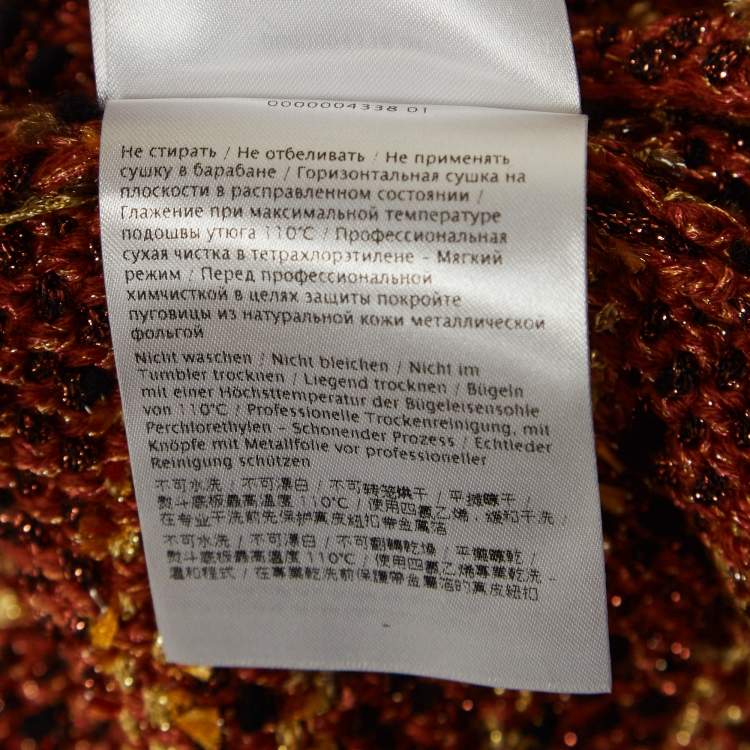 0000004338 01
Не стирать / Не отбеливать / Не применять
сушку в барабане / Горизонтальная сушка на
плоскости в расправленном состоянии /
Глажение при максимальной температуре
подошвы утюга 110°C / Профессиональная
сухая чистка в тетрахлорэтилене – Мягкий
режим / Перед профессиональной
химчисткой в целях защиты покройте
пуговицы из натуральной кожи металлической
фольгой
Nicht waschen / Nicht bleichen / Nicht im
Tumbler trocknen / Liegend trocknen / Bügeln
mit einer Höchsttemperatur der Bügeleisensohle
von 110°C / Professionelle Trockenreinigung, mit
Perchlorethylen – Schonender Prozess / Echtleder
Knöpfe mit Metallfolie vor professioneller
Reinigung schützen
不可水洗 / 不可漂白 / 不可转笼烘干 / 平摊晾干 /
熨斗底板最高温度 110°C / 使用四氯乙烯，缓和干洗 /
在专业干洗前先保护真皮纽扣带金属箔
不可水洗 / 不可漂白 / 不可翻轉乾燥 / 平攤晾乾 /
熨斗底板最高溫度 110°C / 使用四氯乙烯專業乾洗 –
溫和程式 / 在專業乾洗前保護帶金屬箔的真皮鈕扣